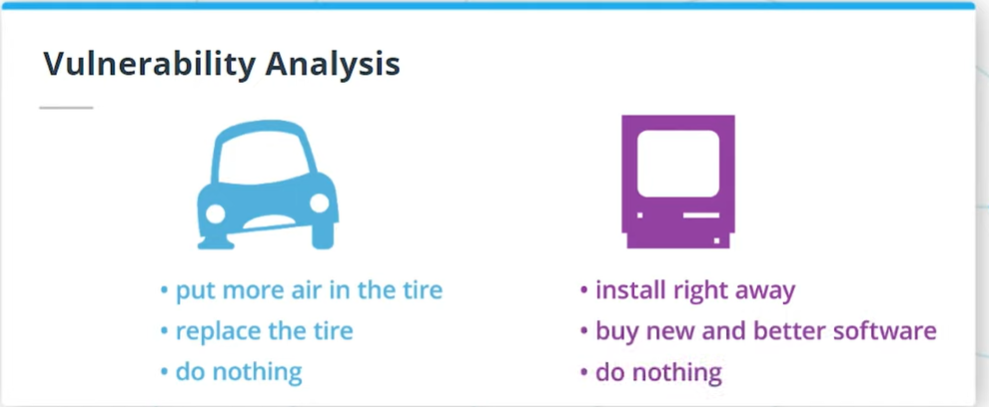 Vulnerability Analysis
• put more air in the tire
• replace the tire
• do nothing
• install right away
• buy new and better software
• do nothing